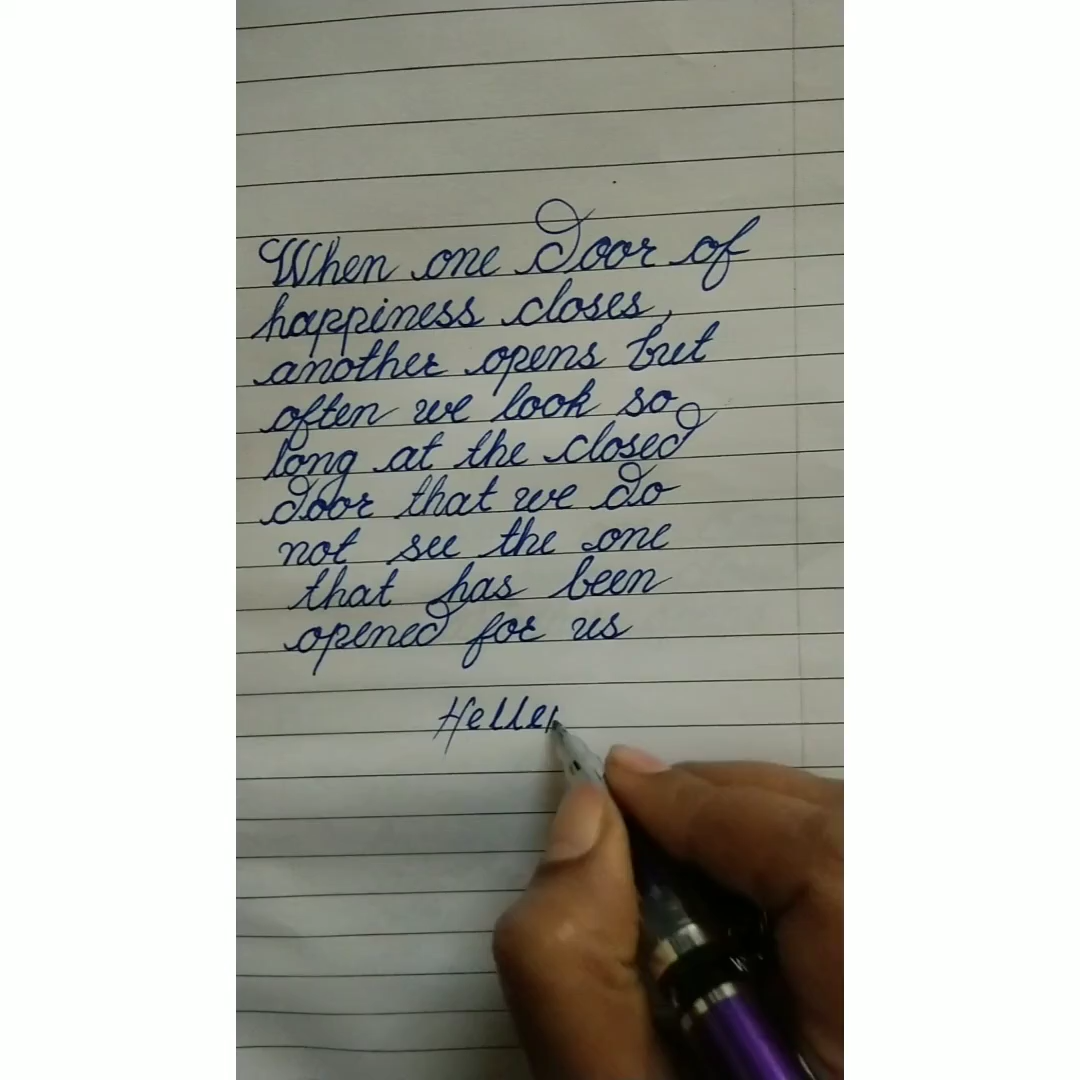 When one door of
happiness closes,
another opens but
often we look so
long at the closed
door that we do
not see the one
that has been
opened for us
Helle